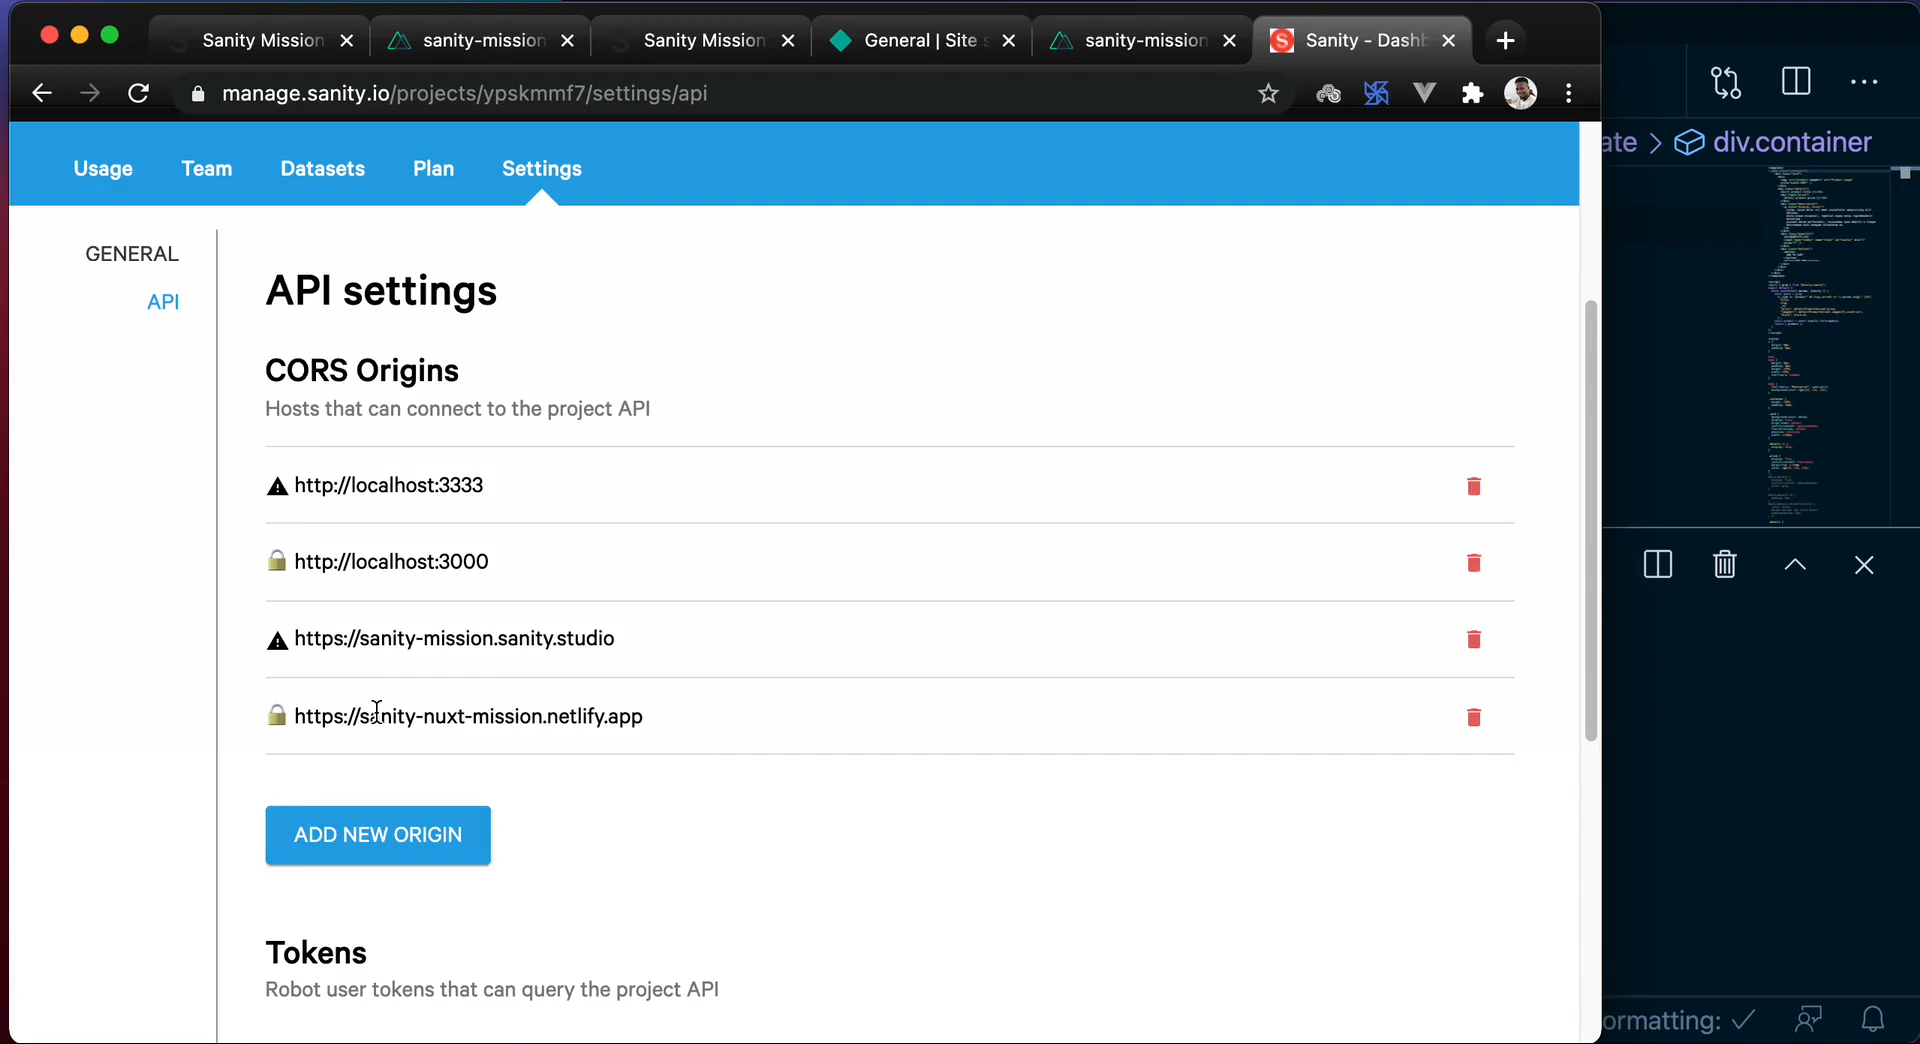 Sanity Mission
sanity-mission
Sanity Mission
General | Site s
sanity-mission
Sanity - Dashb
manage.sanity.io/projects/ypskmmf7/settings/api
Usage
Team
Datasets
Plan
Settings
ate > div.container
GENERAL
API
API settings
CORS Origins
Hosts that can connect to the project API
http://localhost:3333
http://localhost:3000
https://sanity-mission.sanity.studio
https://sanity-nuxt-mission.netlify.app
ADD NEW ORIGIN
Tokens
Robot user tokens that can query the project API
ormatting: ✓